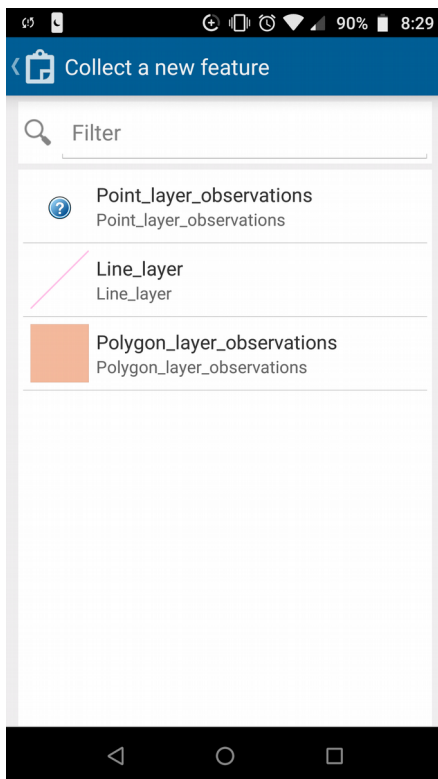 90% 8:29
Collect a new feature
Filter
Point_layer_observations
Point_layer_observations
Line_layer
Line_layer
Polygon_layer_observations
Polygon_layer_observations